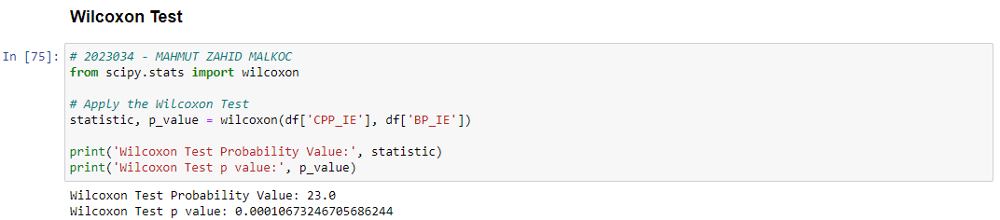 Wilcoxon Test
In [75]: # 2023034 - MAHMUT ZAHID MALKOC
from scipy.stats import wilcoxon
# Apply the Wilcoxon Test
statistic, p_value = wilcoxon(df['CPP_IE'], df['BP_IE'])
print('Wilcoxon Test Probability Value:', statistic)
print('Wilcoxon Test p value:', p_value)
Wilcoxon Test Probability Value: 23.0
Wilcoxon Test p value: 0.00010673246705686244